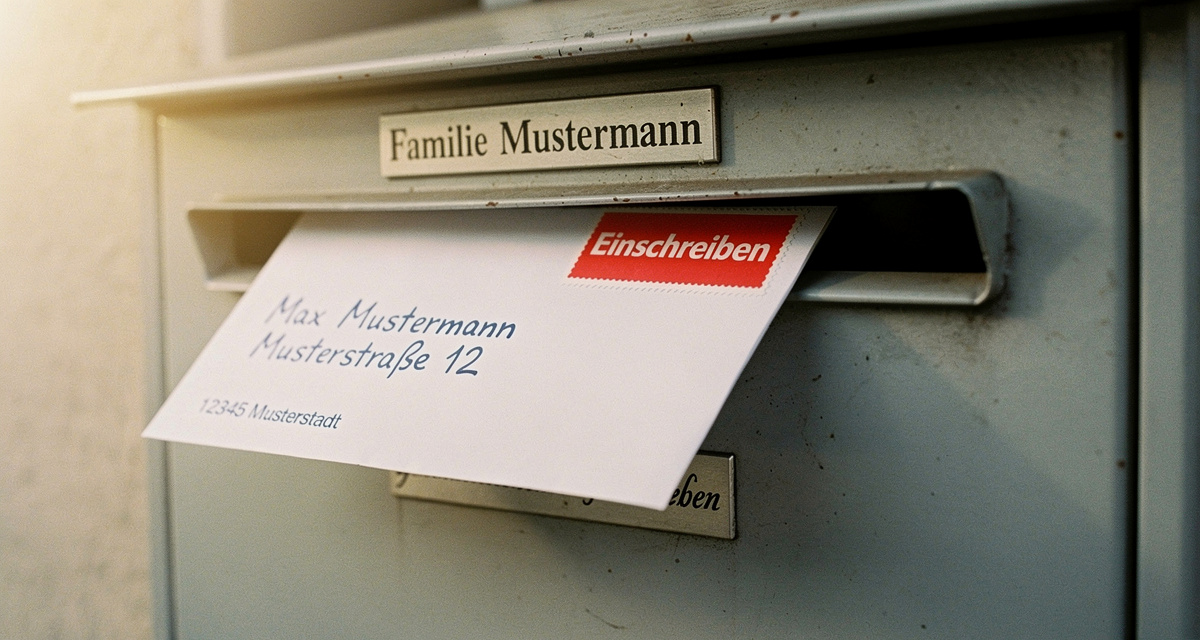 Familie Mustermann
Einschreiben
Max Mustermann
Musterstraße 12
12345 Musterstadt